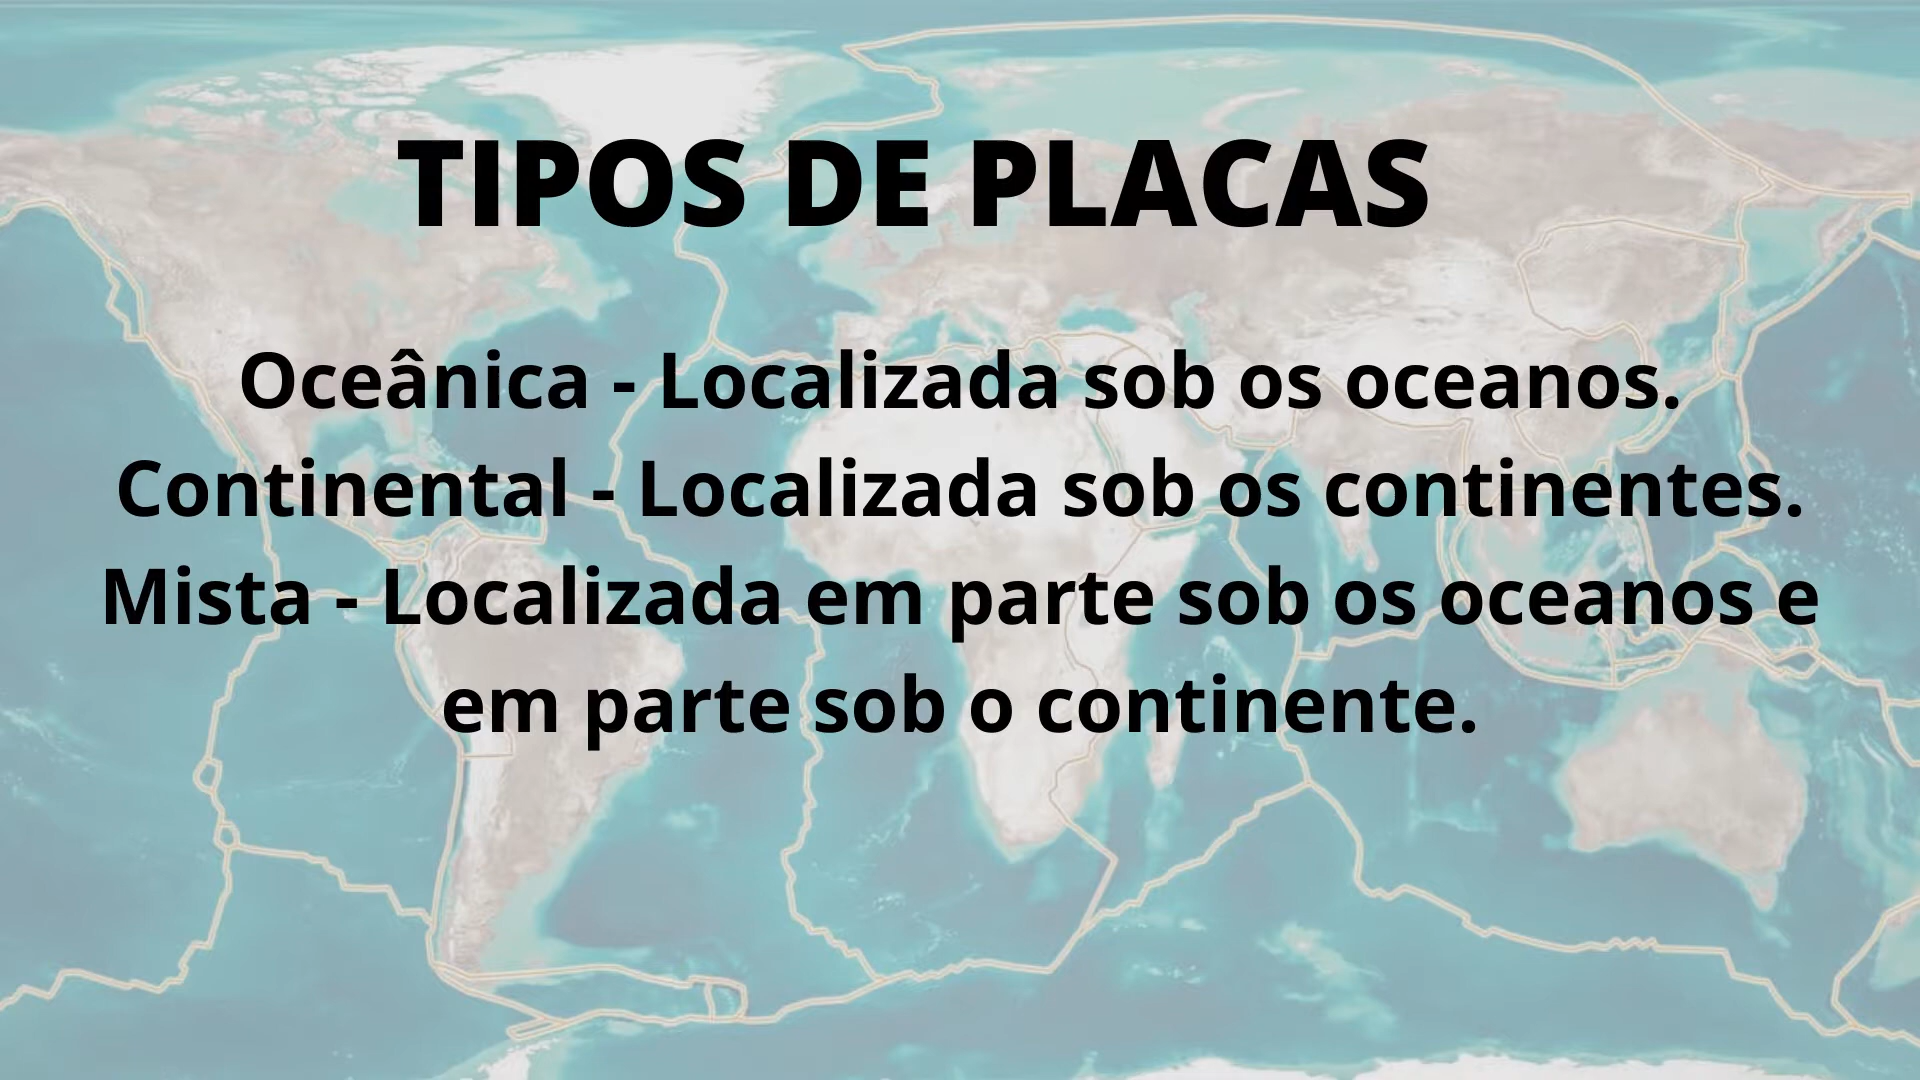 TIPOS DE PLACAS
Oceânica - Localizada sob os oceanos.
Continental - Localizada sob os continentes.
Mista - Localizada em parte sob os oceanos e
em parte sob o continente.